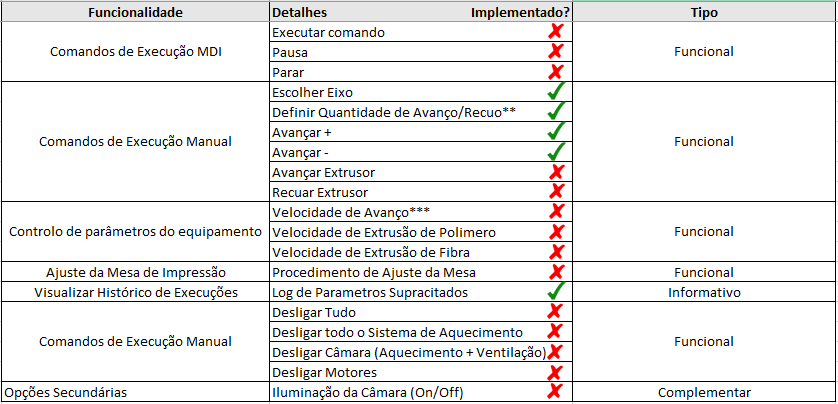 Funcionalidade Detalhes Implementado? Tipo
Comandos de Execução MDI Executar comando Funcional
Pausa
Parar
Comandos de Execução Manual Escolher Eixo Funcional
Definir Quantidade de Avanço/Recuo**
Avançar +
Avançar -
Avançar Extrusor
Recuar Extrusor
Controlo de parâmetros do equipamento Velocidade de Avanço*** Funcional
Velocidade de Extrusão de Polimero
Velocidade de Extrusão de Fibra
Ajuste da Mesa de Impressão Procedimento de Ajuste da Mesa Funcional
Visualizar Histórico de Execuções Log de Parametros Supracitados Informativo
Comandos de Execução Manual Desligar Tudo Funcional
Desligar todo o Sistema de Aquecimento
Desligar Câmara (Aquecimento + Ventilação)
Desligar Motores
Opções Secundárias Iluminação da Câmara (On/Off) Complementar